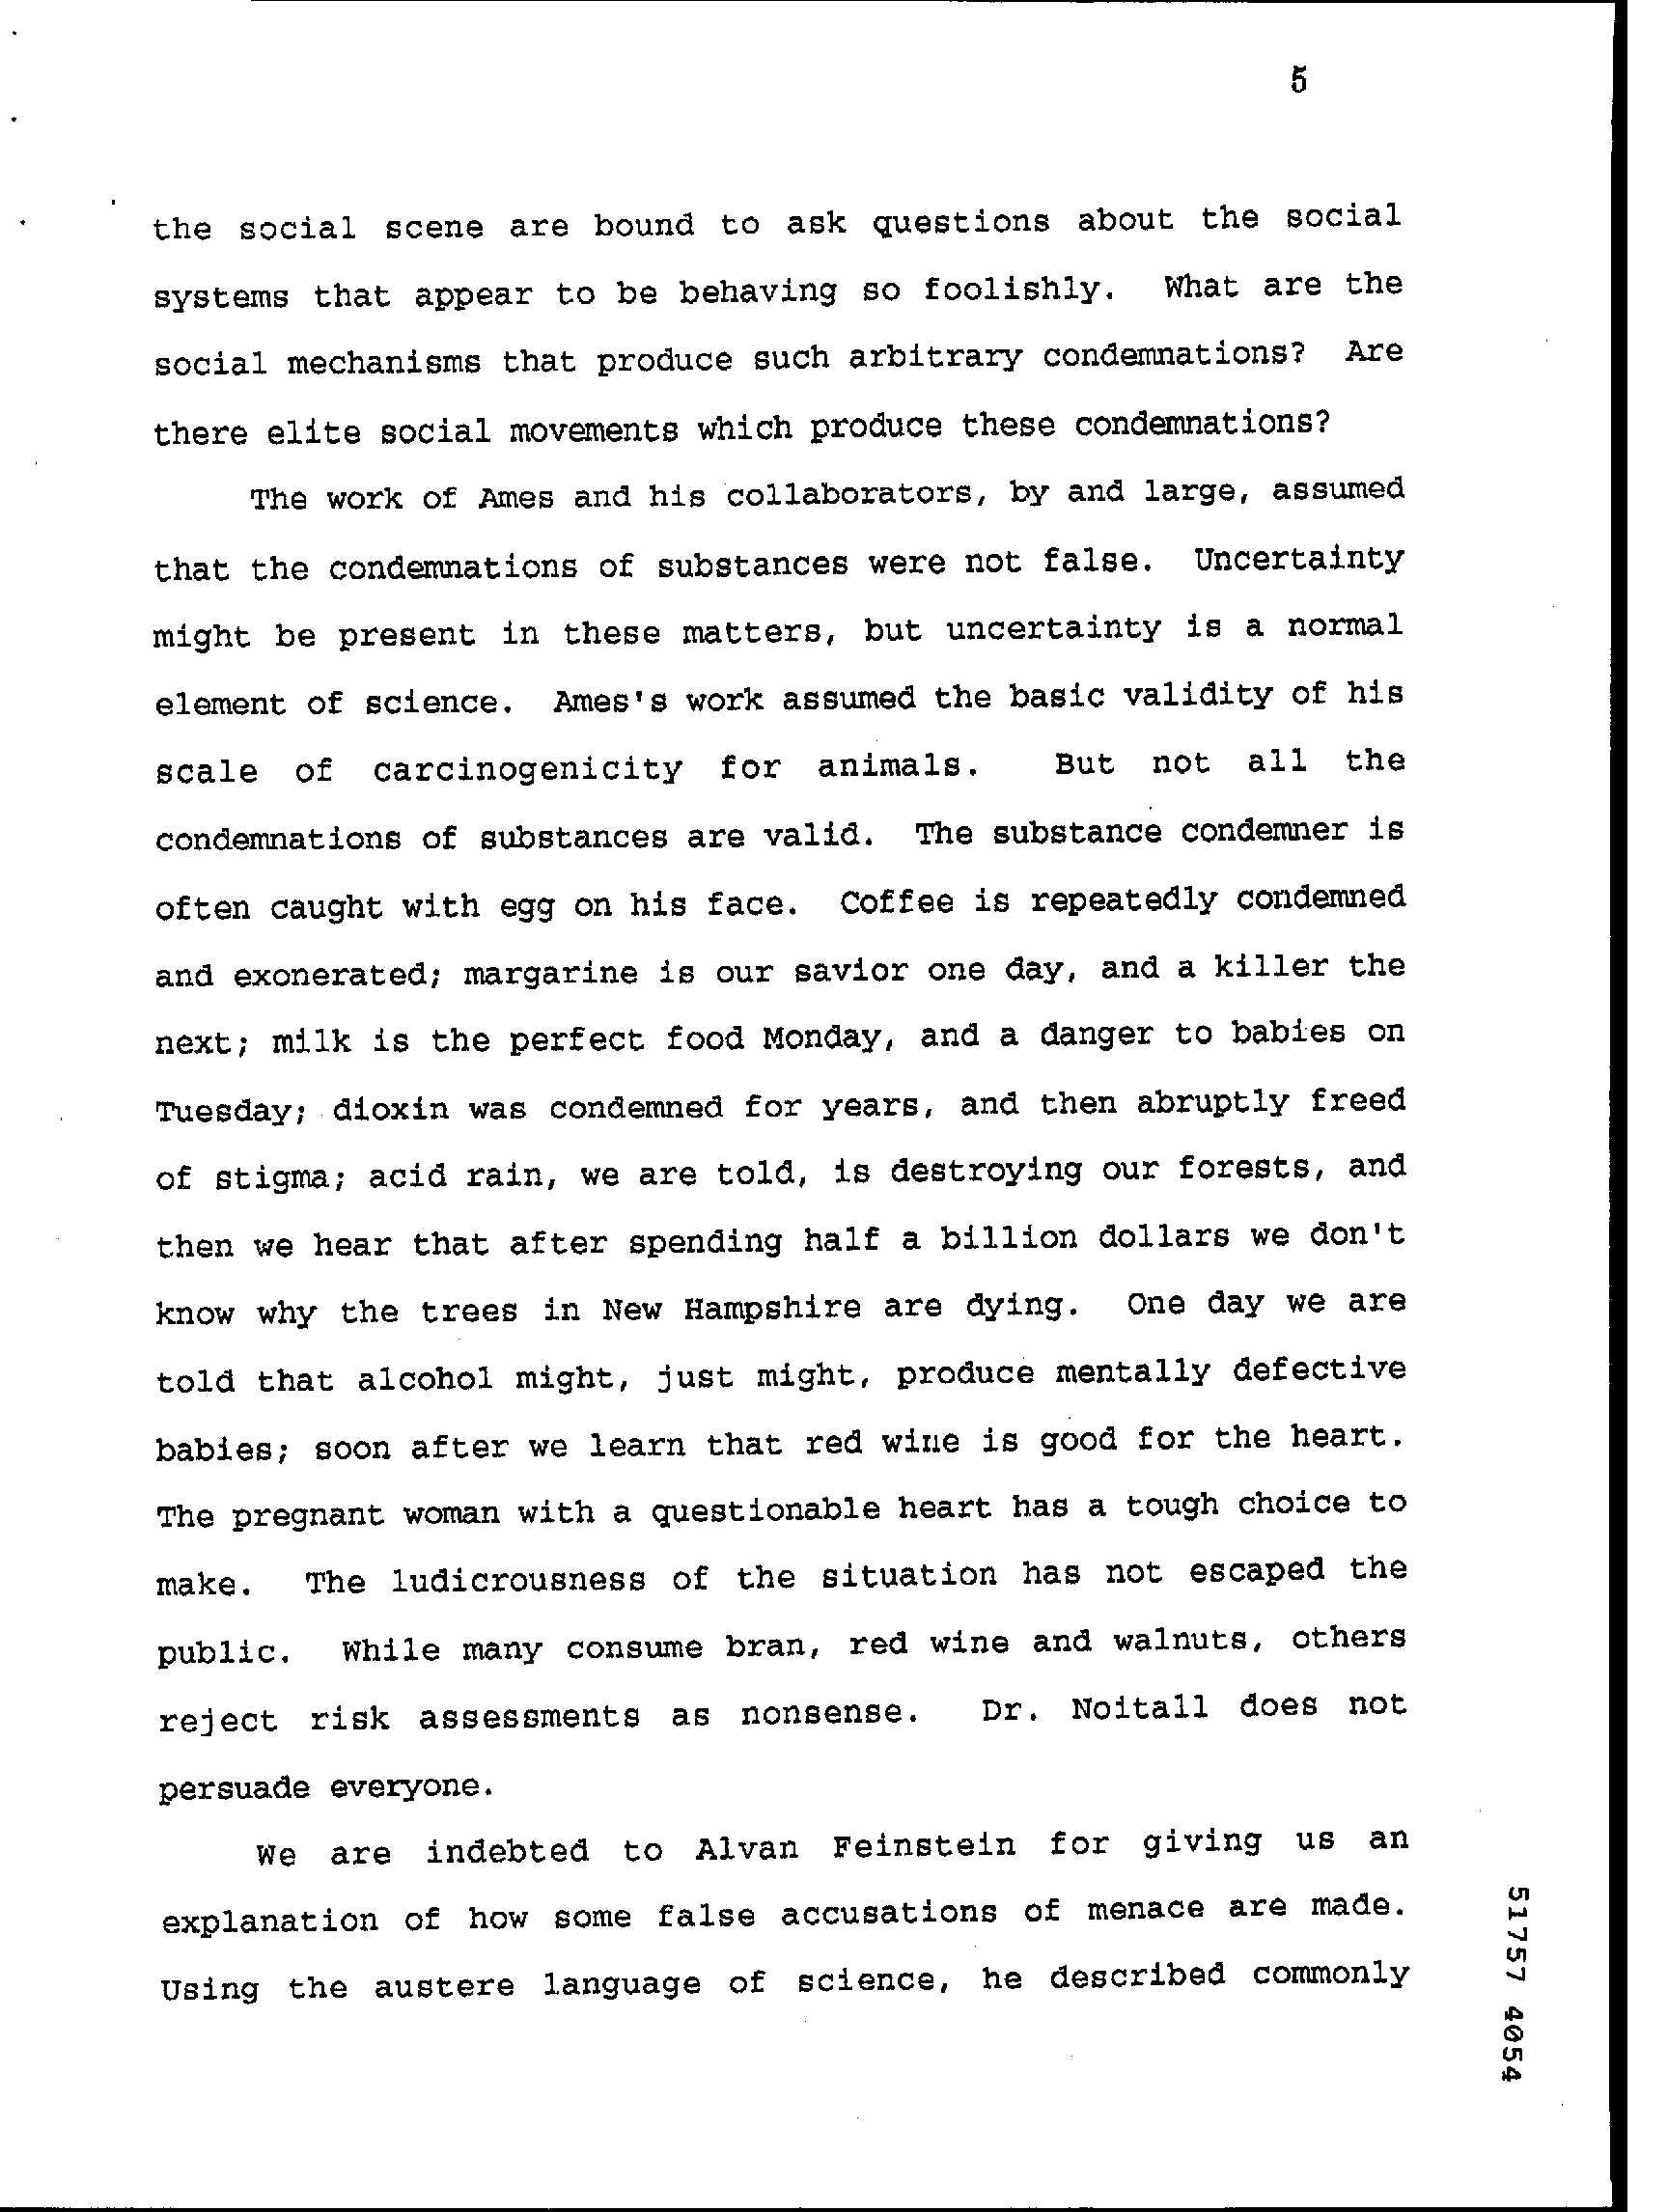 5
the social scene are bound to ask questions about the social
systems that appear to be behaving so foolishly. What are the
social mechanisms that produce such arbitrary condemnations? Are
there elite social movements which produce these condemnations?
The work of Ames and his collaborators, by and large, assumed
that the condemnations of substances were not false. Uncertainty
might be present in these matters, but uncertainty is a normal
element of science. Ames's work assumed the basic validity of his
scale of carcinogenicity for animals. But not all the
condemnations of substances are valid. The substance condemner is
often caught with egg on his face. Coffee is repeatedly condemned
and exonerated; margarine is our savior one day, and a killer the
next; milk is the perfect food Monday, and a danger to babies on
Tuesday; dioxin was condemned for years, and then abruptly freed
of stigma; acid rain, we are told, is destroying our forests, and
then we hear that after spending half a billion dollars we don't
know why the trees in New Hampshire are dying. One day we are
told that alcohol might, just might, produce mentally defective
babies; soon after we learn that red wine is good for the heart.
The pregnant woman with a questionable heart has a tough choice to
make. The ludicrousness of the situation has not escaped the
public. While many consume bran, red wine and walnuts, others
reject risk assessments as nonsense. Dr. Noitall does not
persuade everyone.
We are indebted to Alvan Feinstein for giving us an
explanation of how some false accusations of menace are made.
Using the austere language of science, he described commonly
51757 4054